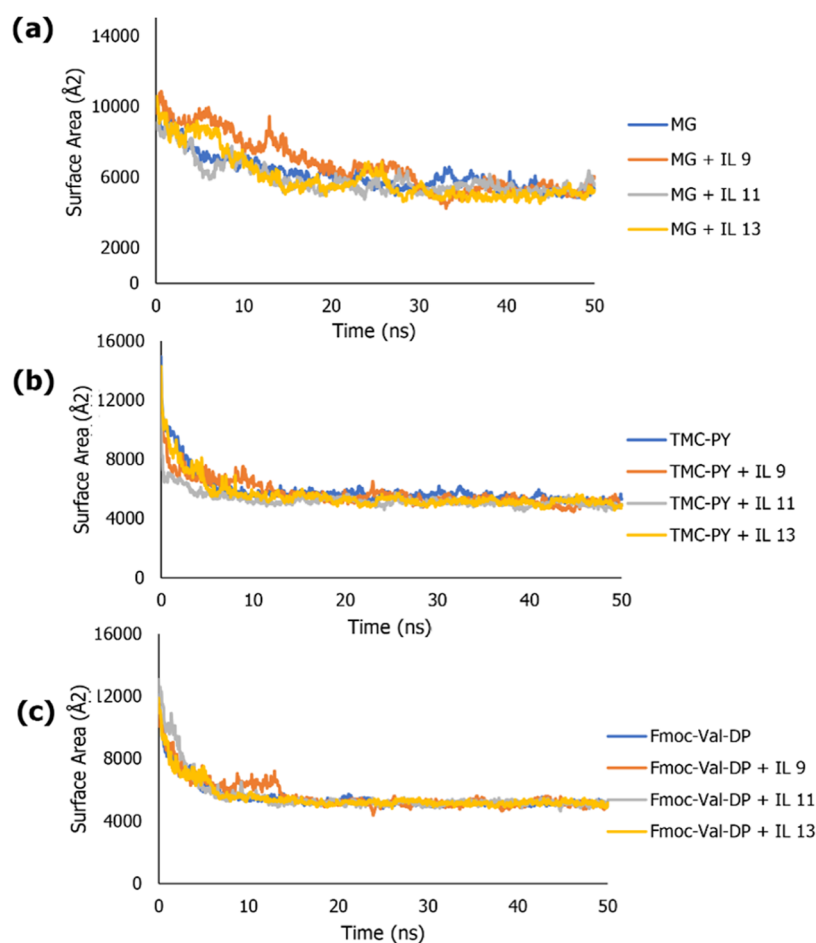 (a)
14000
10000
6000
2000
0
Surface Area (Å2)
0 10 20 30 40 50
Time (ns)
MG
MG + IL 9
MG + IL 11
MG + IL 13
(b)
16000
12000
8000
4000
0
Surface Area (Å2)
0 10 20 30 40 50
Time (ns)
TMC-PY
TMC-PY + IL 9
TMC-PY + IL 11
TMC-PY + IL 13
(c)
16000
12000
8000
4000
0
Surface Area (Å2)
0 10 20 30 40 50
Time (ns)
Fmoc-Val-DP
Fmoc-Val-DP + IL 9
Fmoc-Val-DP + IL 11
Fmoc-Val-DP + IL 13